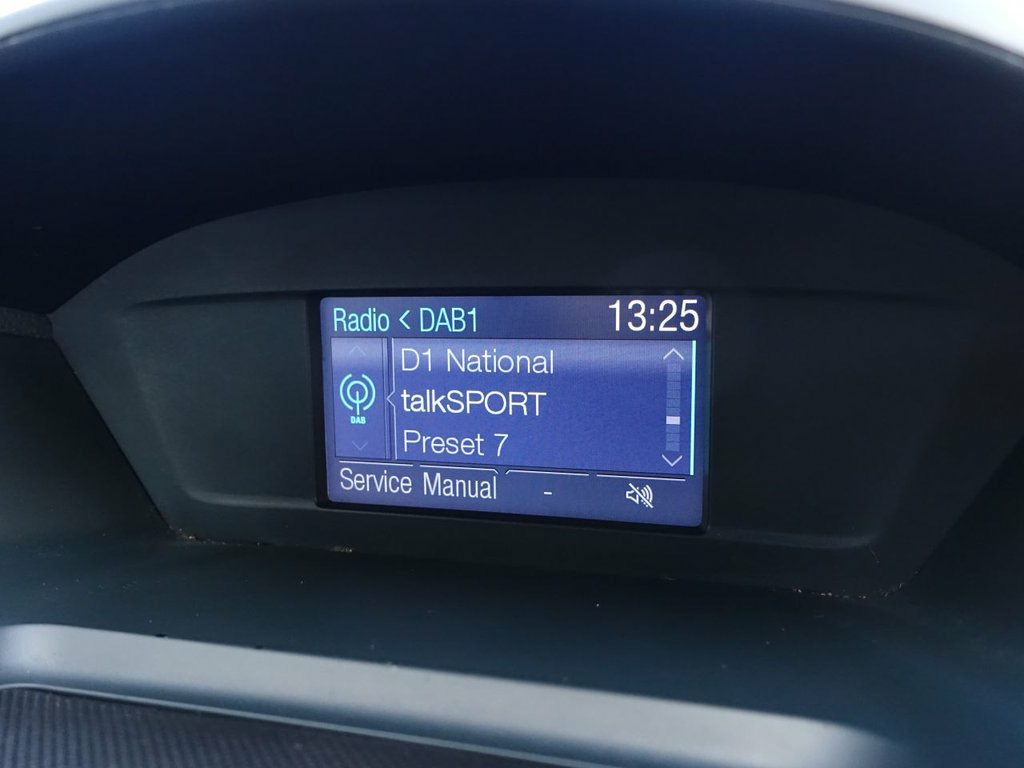 Radio < DAB1 13:25
D1 National
talkSPORT
DAB
Preset 7
Service Manual -